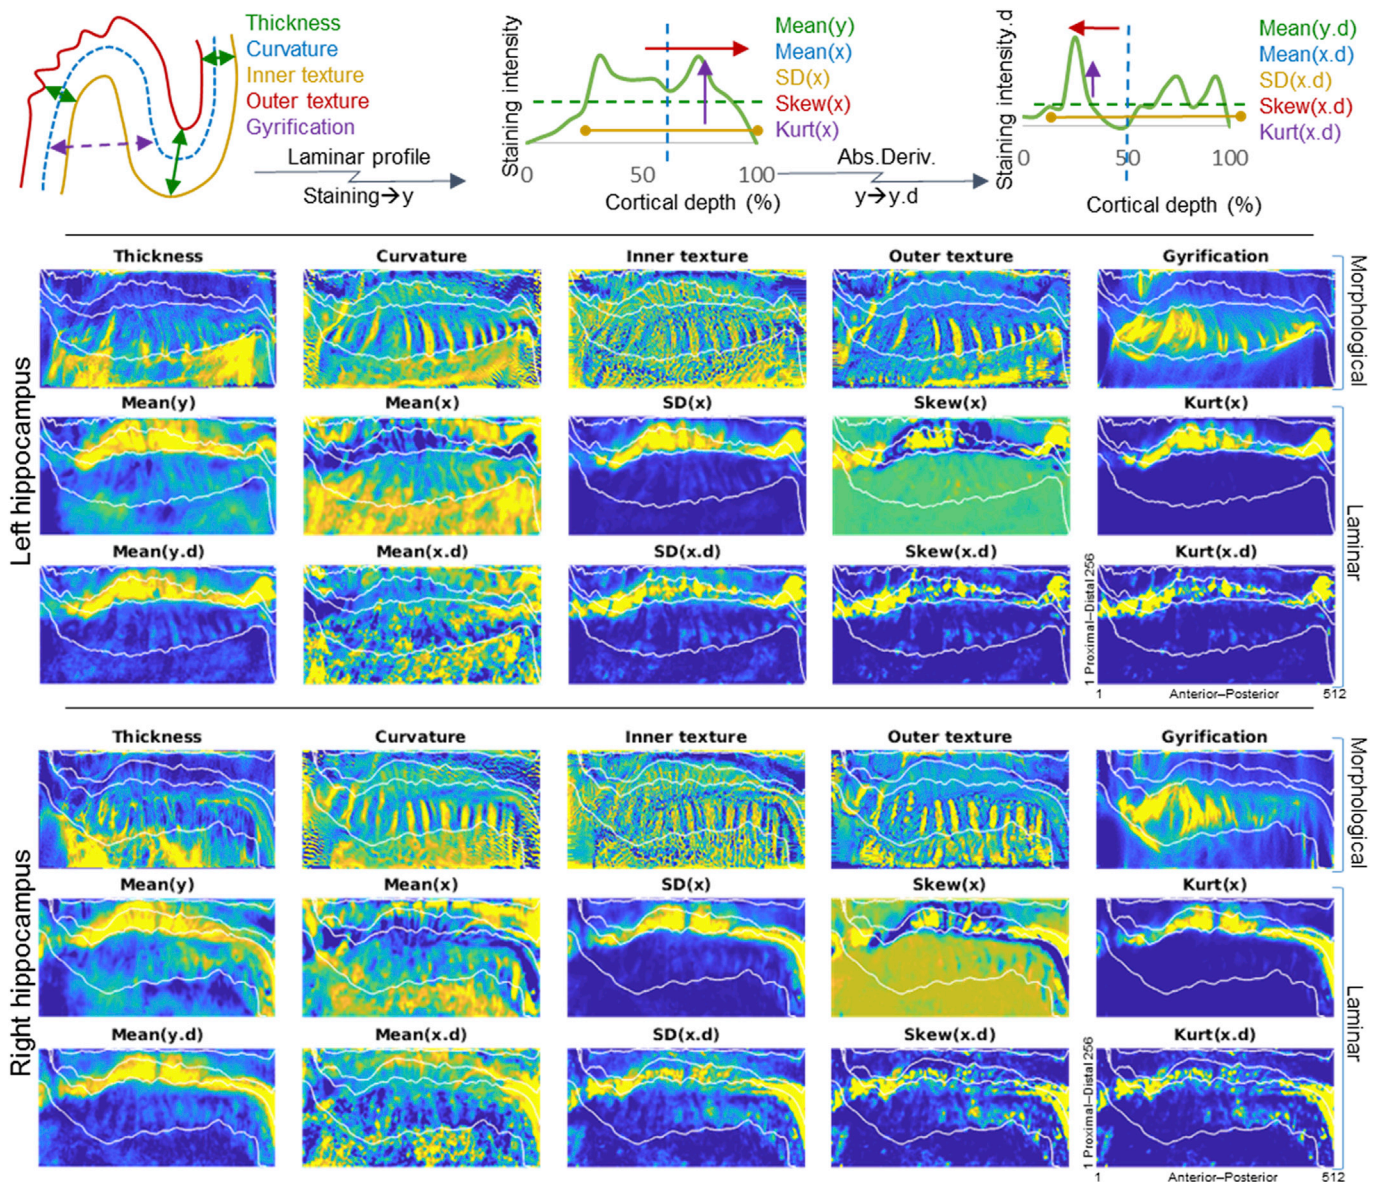 Thickness
Curvature
Inner texture
Outer texture
Gyrification
Laminar profile
Staining→y
Staining intensity
0 50 100
Cortical depth (%)
Mean(y)
Mean(x)
SD(x)
Skew(x)
Kurt(x)
Abs.Deriv.
y→y.d
Staining intensity.d
0 50 100
Cortical depth (%)
Mean(y.d)
Mean(x.d)
SD(x.d)
Skew(x.d)
Kurt(x.d)
Left hippocampus
Thickness Curvature Inner texture Outer texture Gyrification
Morphological
Mean(y) Mean(x) SD(x) Skew(x) Kurt(x)
Laminar
Mean(y.d) Mean(x.d) SD(x.d) Skew(x.d) Kurt(x.d)
1 Proximal–Distal 256
1 Anterior–Posterior 512
Right hippocampus
Thickness Curvature Inner texture Outer texture Gyrification
Morphological
Mean(y) Mean(x) SD(x) Skew(x) Kurt(x)
Laminar
Mean(y.d) Mean(x.d) SD(x.d) Skew(x.d) Kurt(x.d)
1 Proximal–Distal 256
1 Anterior–Posterior 512